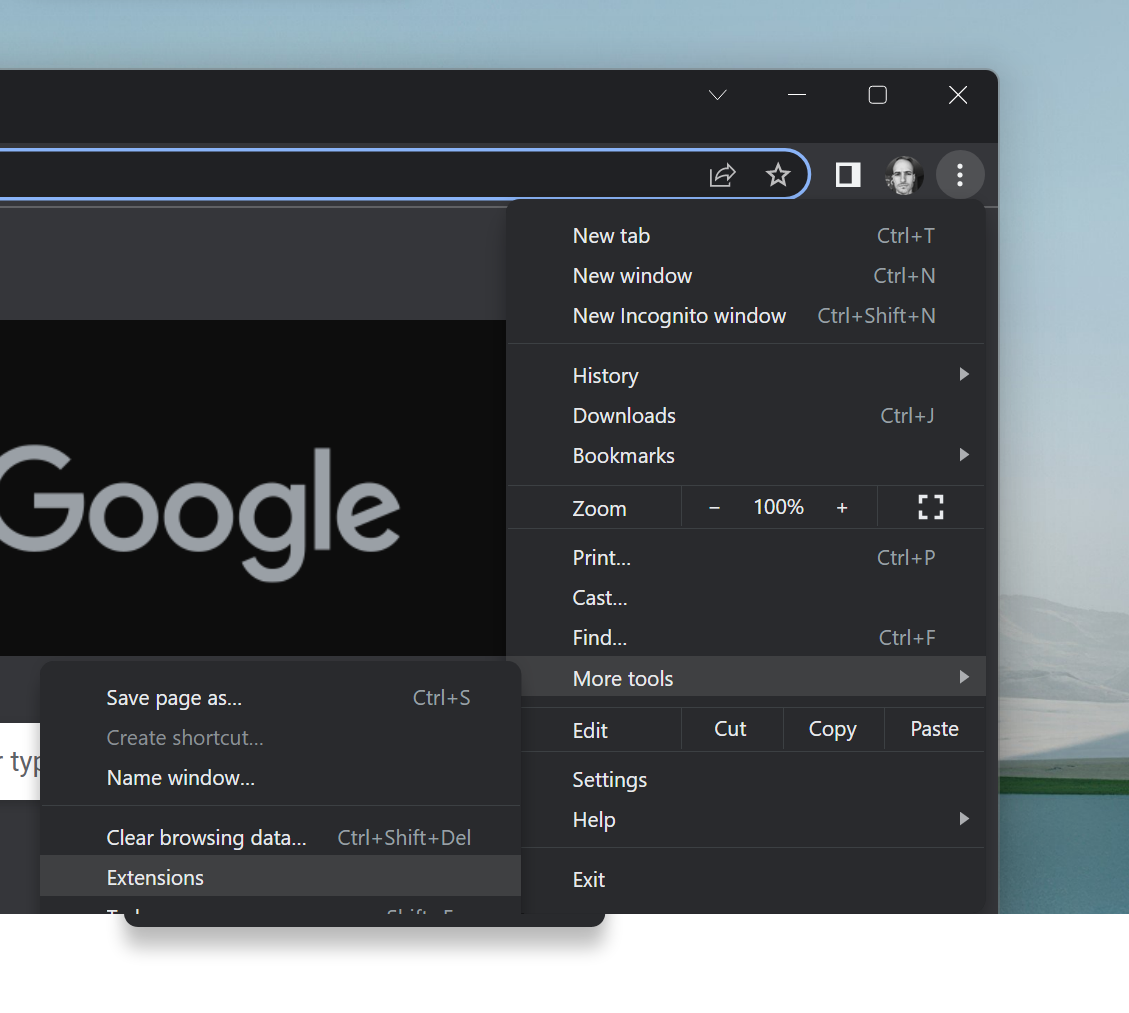 New tab Ctrl+T
New window Ctrl+N
New Incognito window Ctrl+Shift+N
History
Downloads Ctrl+J
Bookmarks
Zoom − 100% +
Google
Print... Ctrl+P
Cast...
Find... Ctrl+F
More tools
Edit Cut Copy Paste
Settings
Help
Exit
Save page as... Ctrl+S
Create shortcut...
Name window...
Clear browsing data... Ctrl+Shift+Del
Extensions